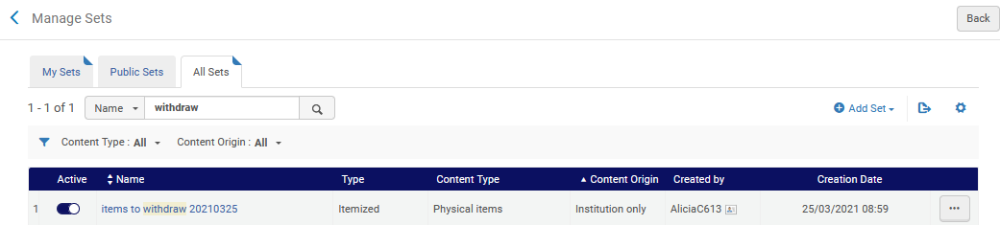 Manage Sets
Back
My Sets Public Sets All Sets
1 - 1 of 1 Name withdraw Add Set
Content Type : All Content Origin : All
Active Name Type Content Type Content Origin Created by Creation Date
1 items to withdraw 20210325 Itemized Physical items Institution only AliciaC613 25/03/2021 08:59